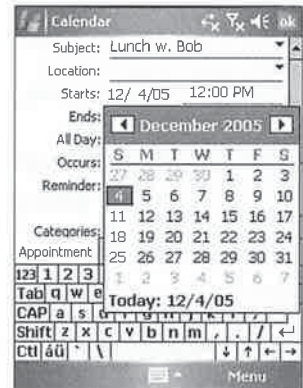 Calendar ok
Subject: Lunch w. Bob
Location:
Starts: 12/ 4/05 12:00 PM
Ends:
All Day:
Occurs:
Reminder:
Categories:
Appointment
December 2005
S M T W T F S
27 28 29 30 1 2 3
4 5 6 7 8 9 10
11 12 13 14 15 16 17
18 19 20 21 22 23 24
25 26 27 28 29 30 31
1 2 3 4 5 6 7
Today: 12/4/05
123 1 2 3
Tab q w e
CAP a s d
Shift z x c v b n m , . / ←
Ctl áü ` \ ↓ ↑ ← →
Menu